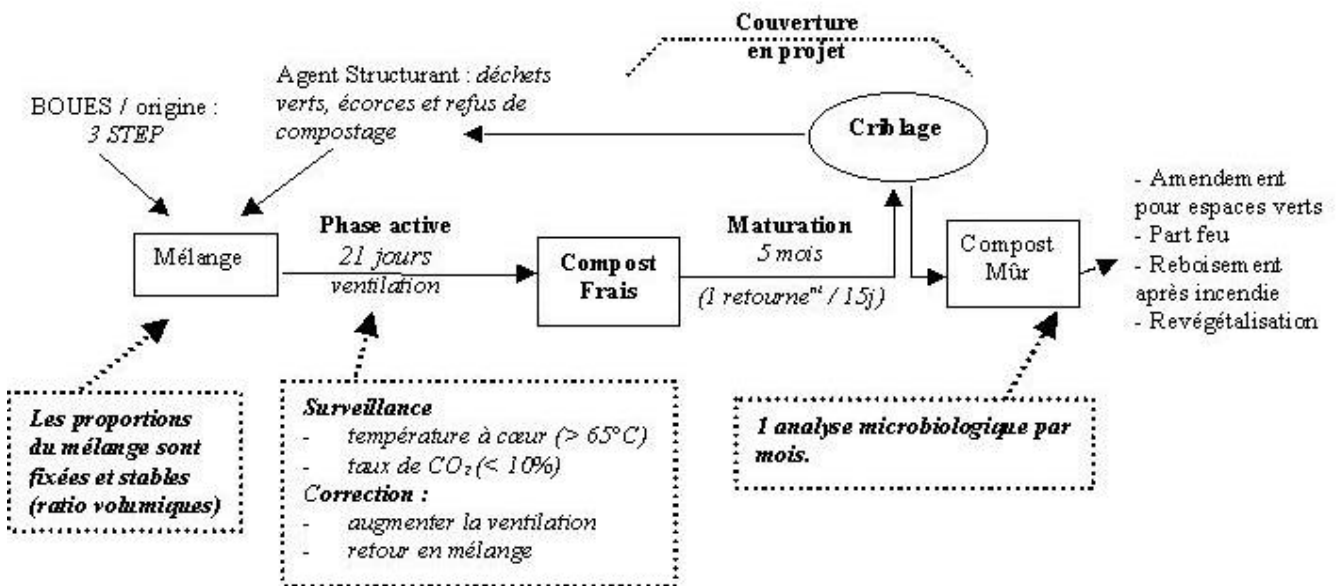 Couverture
en projet
Agent Structurant : déchets
verts, écorces et refus de
compostage
BOUES / origine :
3 STEP
Criblage
- Amendement
pour espaces verts
- Part feu
- Reboisement
après incendie
- Revégétalisation
Mélange
Phase active
21 jours
ventilation
Compost
Frais
Maturation
5 mois
(1 retourneⁿᵗ / 15j)
Compost
Mûr
Les proportions
du mélange sont
fixées et stables
(ratio volumiques)
Surveillance
- température à cœur (> 65°C)
- taux de CO₂ (< 10%)
Correction :
- augmenter la ventilation
- retour en mélange
1 analyse microbiologique par
mois.